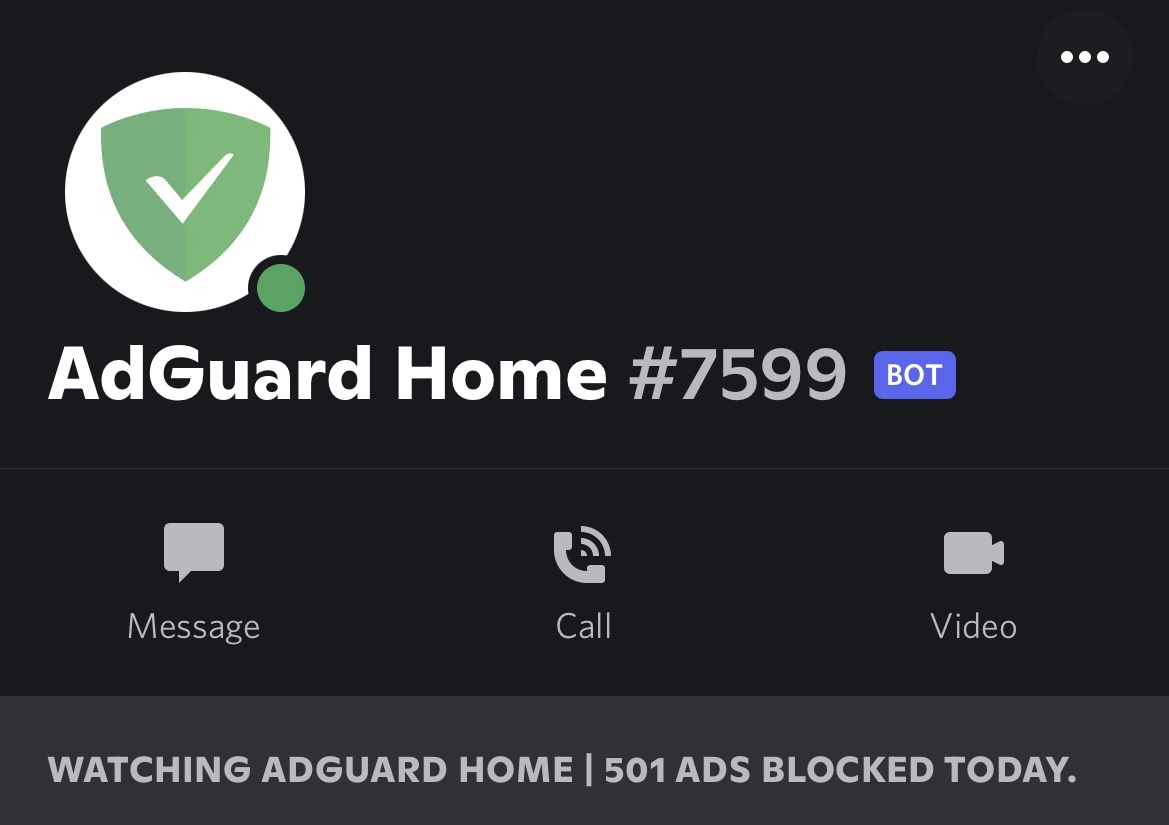 AdGuard Home #7599 BOT
Message Call Video
WATCHING ADGUARD HOME | 501 ADS BLOCKED TODAY.